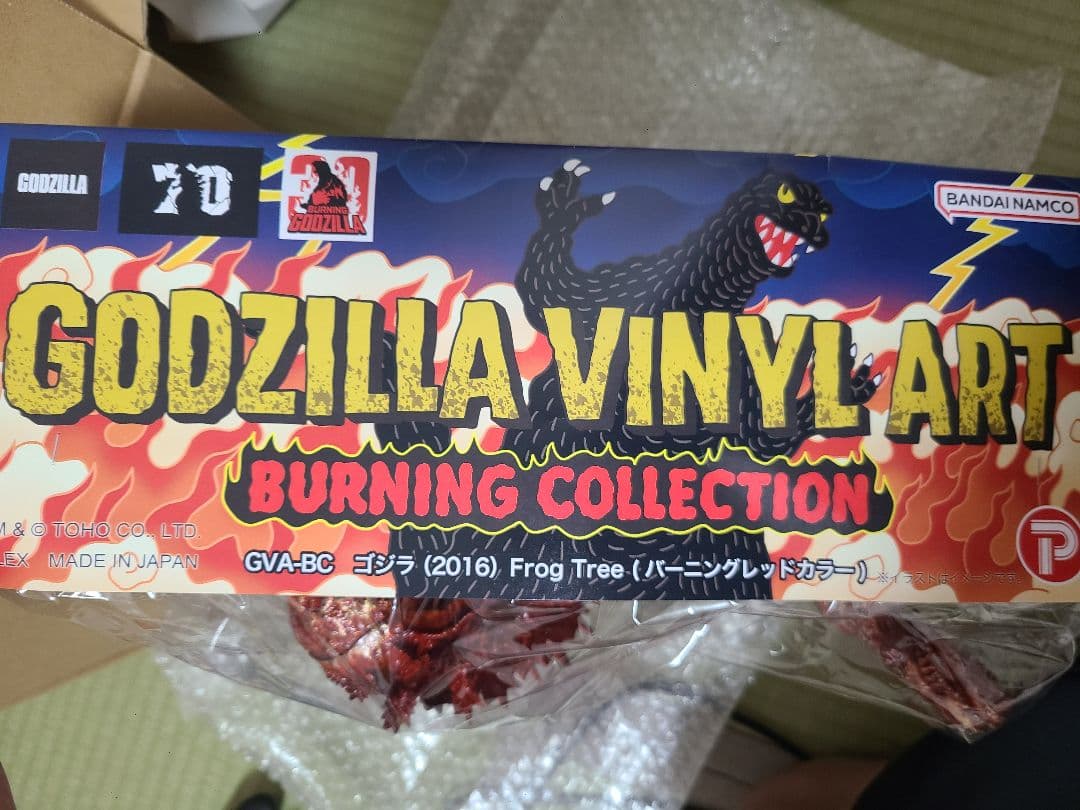 GODZILLA
70
30
BURNING
GODZILLA
BANDAI NAMCO
GODZILLA VINYL ART
BURNING COLLECTION
M & © TOHO CO., LTD.
LEX MADE IN JAPAN
GVA-BC ゴジラ (2016) Frog Tree (バーニングレッドカラー)
※イラストはイメージです。
P